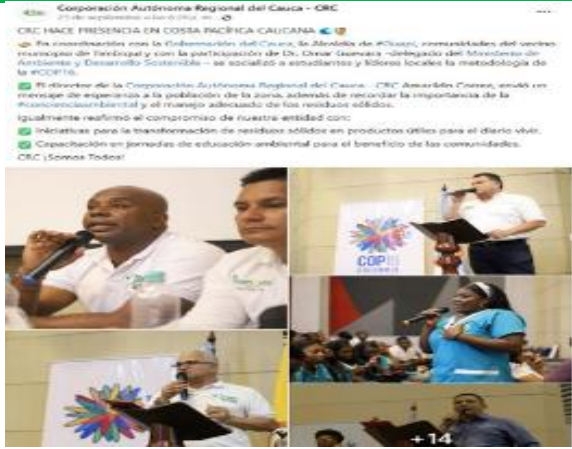 Corporación Autónoma Regional del Cauca - CRC
CRC HACE PRESENCIA EN COSTA PACÍFICA CAUCANA
En coordinación con la Gobernación del Cauca, la Alcaldía de #Guapi, comunidades del vecino
municipio de Timbiquí y con la participación de Dr. Omar Guevara -delegado del Ministerio de
Ambiente y Desarrollo Sostenible - se socializó a estudiantes y líderes locales la metodología de
la #COP16.
El director de la Corporación Autónoma Regional del Cauca - CRC Amarildo Correa, envió un
mensaje de esperanza a la población de la zona, además de recordar la importancia de la
#concienciaambiental y el manejo adecuado de los residuos sólidos.
Igualmente reafirmó el compromiso de nuestra entidad con:
Iniciativas para la transformación de residuos sólidos en productos útiles para el diario vivir.
Capacitación en jornadas de educación ambiental para el beneficio de las comunidades.
CRC ¡Somos Todos!
COP16
+14